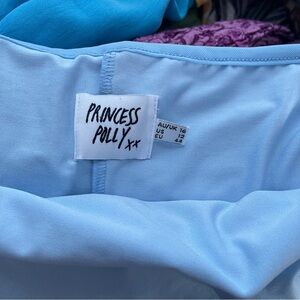 PRINCESS
POLLY xx
AU/UK 16
US 12
EU 44